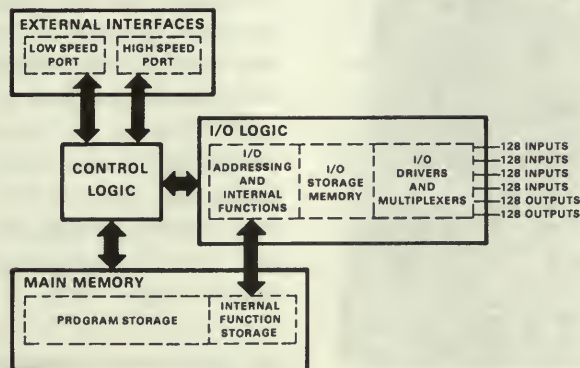 EXTERNAL INTERFACES
LOW SPEED
PORT
HIGH SPEED
PORT
CONTROL
LOGIC
I/O LOGIC
I/O
ADDRESSING
AND
INTERNAL
FUNCTIONS
I/O
STORAGE
MEMORY
I/O
DRIVERS
AND
MULTIPLEXERS
128 INPUTS
128 INPUTS
128 INPUTS
128 INPUTS
128 OUTPUTS
128 OUTPUTS
MAIN MEMORY
PROGRAM STORAGE
INTERNAL
FUNCTION
STORAGE